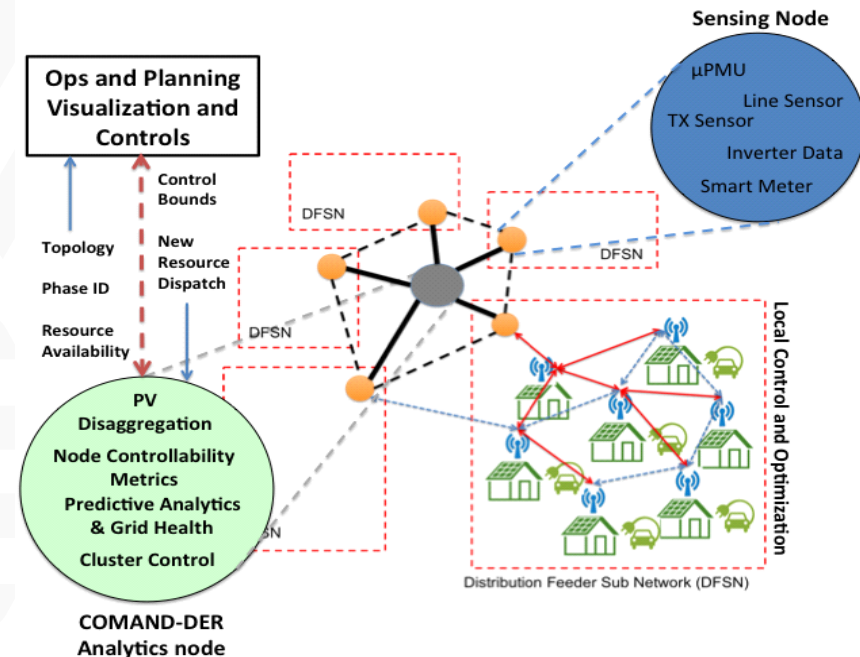 Sensing Node
µPMU
Line Sensor
TX Sensor
Inverter Data
Smart Meter
Ops and Planning
Visualization and
Controls
Control
Bounds
Topology
New
Resource
Dispatch
Phase ID
Resource
Availability
DFSN
DFSN
DFSN
SN
PV
Disaggregation
Node Controllability
Metrics
Predictive Analytics
& Grid Health
Cluster Control
COMAND-DER
Analytics node
Local Control and Optimization
Distribution Feeder Sub Network (DFSN)